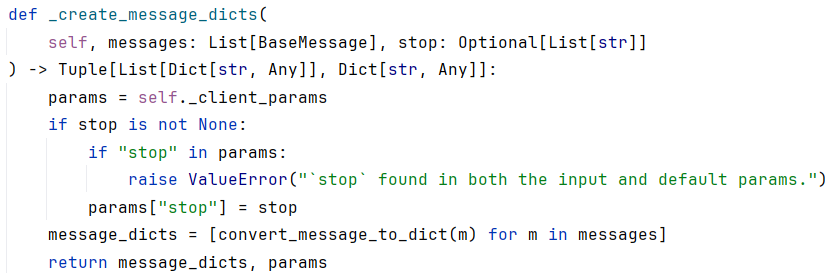 def _create_message_dicts(
    self, messages: List[BaseMessage], stop: Optional[List[str]]
) -> Tuple[List[Dict[str, Any]], Dict[str, Any]]:
    params = self._client_params
    if stop is not None:
        if "stop" in params:
            raise ValueError("`stop` found in both the input and default params.")
        params["stop"] = stop
    message_dicts = [convert_message_to_dict(m) for m in messages]
    return message_dicts, params